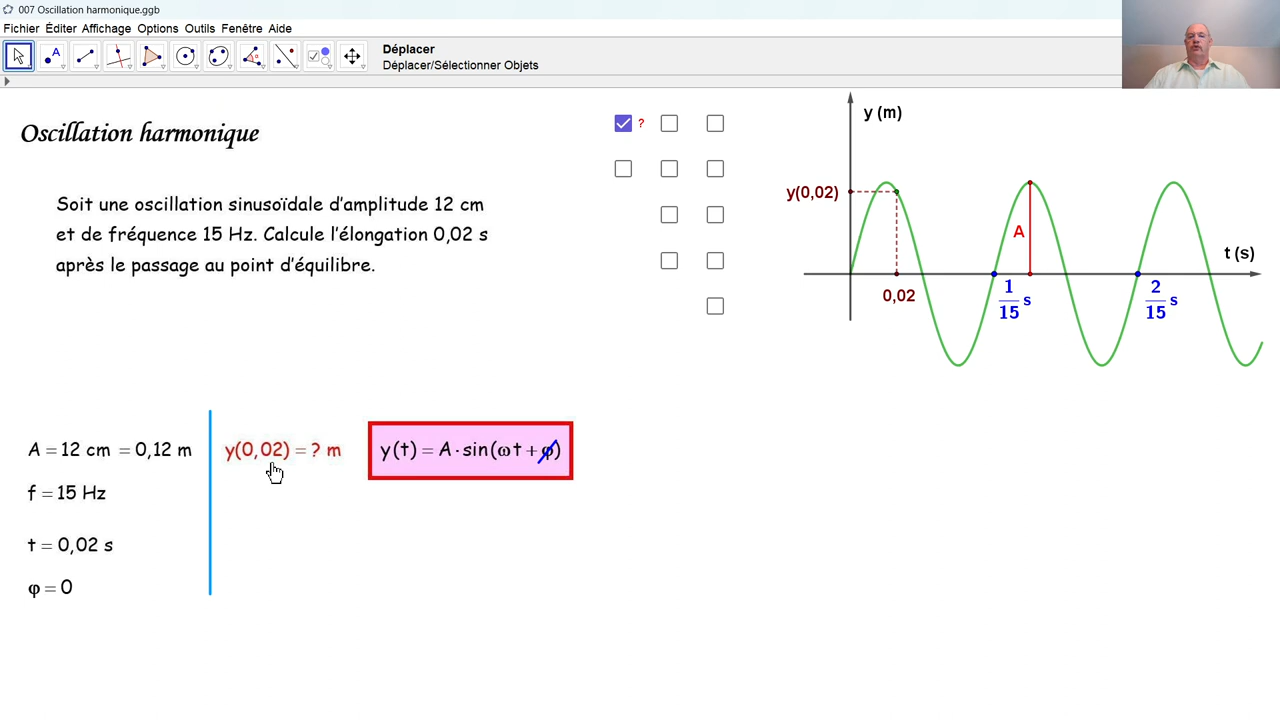 007 Oscillation harmonique.ggb
Fichier Éditer Affichage Options Outils Fenêtre Aide
A
Déplacer
Déplacer/Sélectionner Objets
Oscillation harmonique
?
Soit une oscillation sinusoïdale d'amplitude 12 cm
et de fréquence 15 Hz. Calcule l'élongation 0,02 s
après le passage au point d'équilibre.
y (m)
y(0,02)
A
t (s)
0,02
1/15 s
2/15 s
A = 12 cm = 0,12 m
y(0,02) = ? m
y(t) = A · sin(ωt + φ)
f = 15 Hz
t = 0,02 s
φ = 0